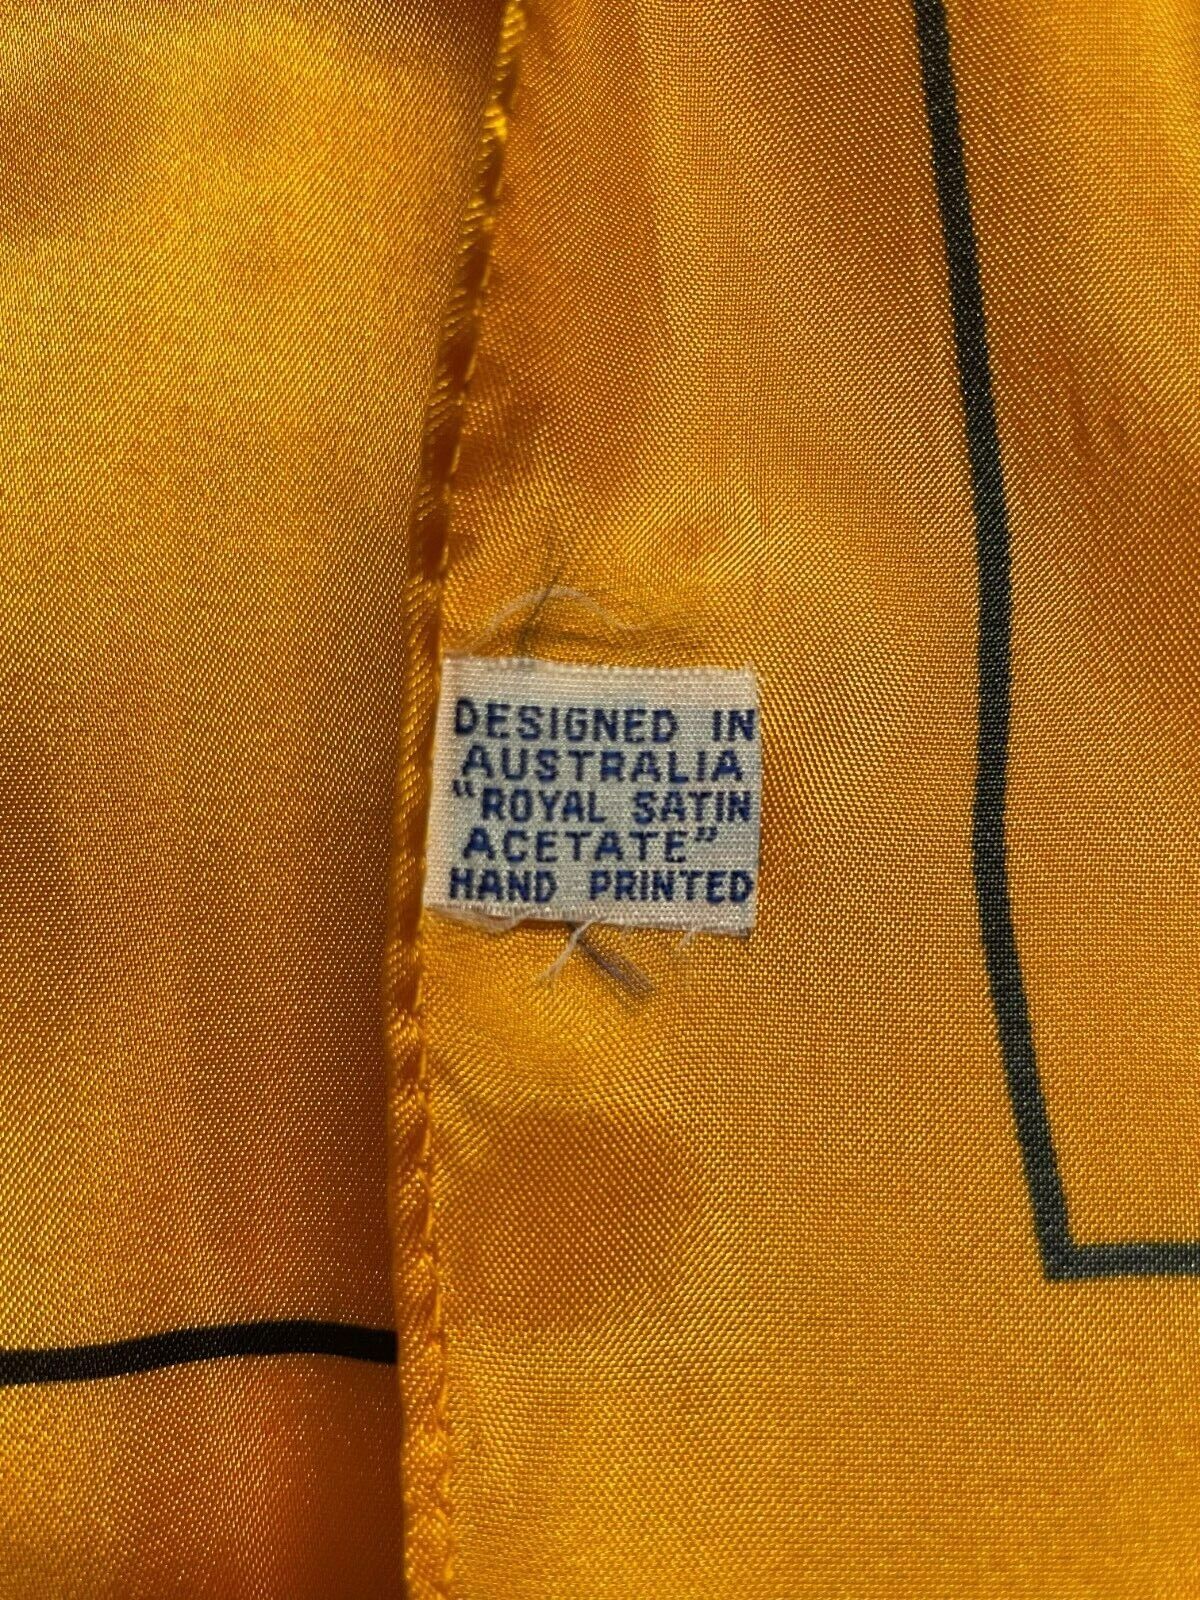 DESIGNED IN
AUSTRALIA
"ROYAL SATIN
ACETATE"
HAND PRINTED